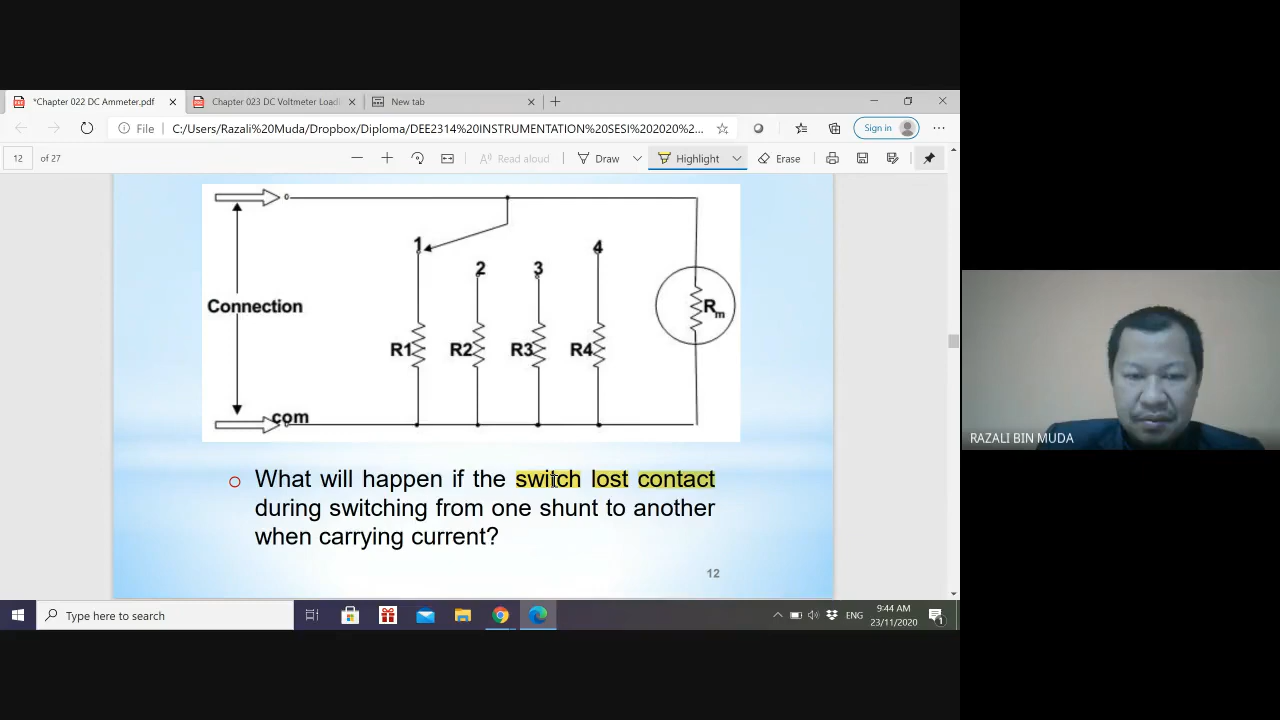 *Chapter 022 DC Ammeter.pdf
Chapter 023 DC Voltmeter Loadi
New tab
File
C:/Users/Razali%20Muda/Dropbox/Diploma/DEE2314%20INSTRUMENTATION%20SESI%202020%2...
Sign in
12 of 27
Read aloud
Draw
Highlight
Erase
1
2
3
4
Connection
Rm
R1
R2
R3
R4
com
RAZALI BIN MUDA
What will happen if the switch lost contact
during switching from one shunt to another
when carrying current?
12
Type here to search
ENG
9:44 AM
23/11/2020
1